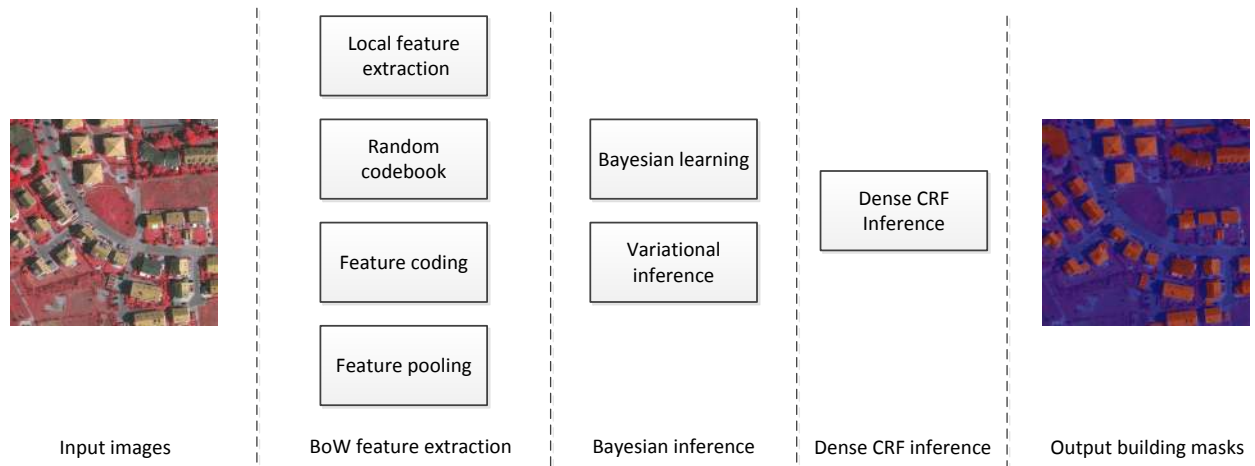 Local feature
extraction
Random
codebook
Feature coding
Feature pooling
Bayesian learning
Variational
inference
Dense CRF
Inference
Input images
BoW feature extraction
Bayesian inference
Dense CRF inference
Output building masks